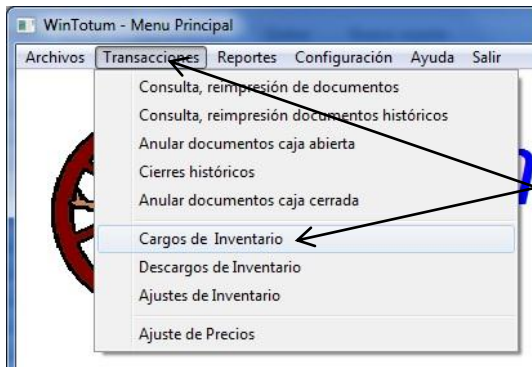 WinTotum - Menu Principal
Archivos Transacciones Reportes Configuración Ayuda Salir
Consulta, reimpresión de documentos
Consulta, reimpresión documentos históricos
Anular documentos caja abierta
Cierres históricos
Anular documentos caja cerrada
Cargos de Inventario
Descargos de Inventario
Ajustes de Inventario
Ajuste de Precios